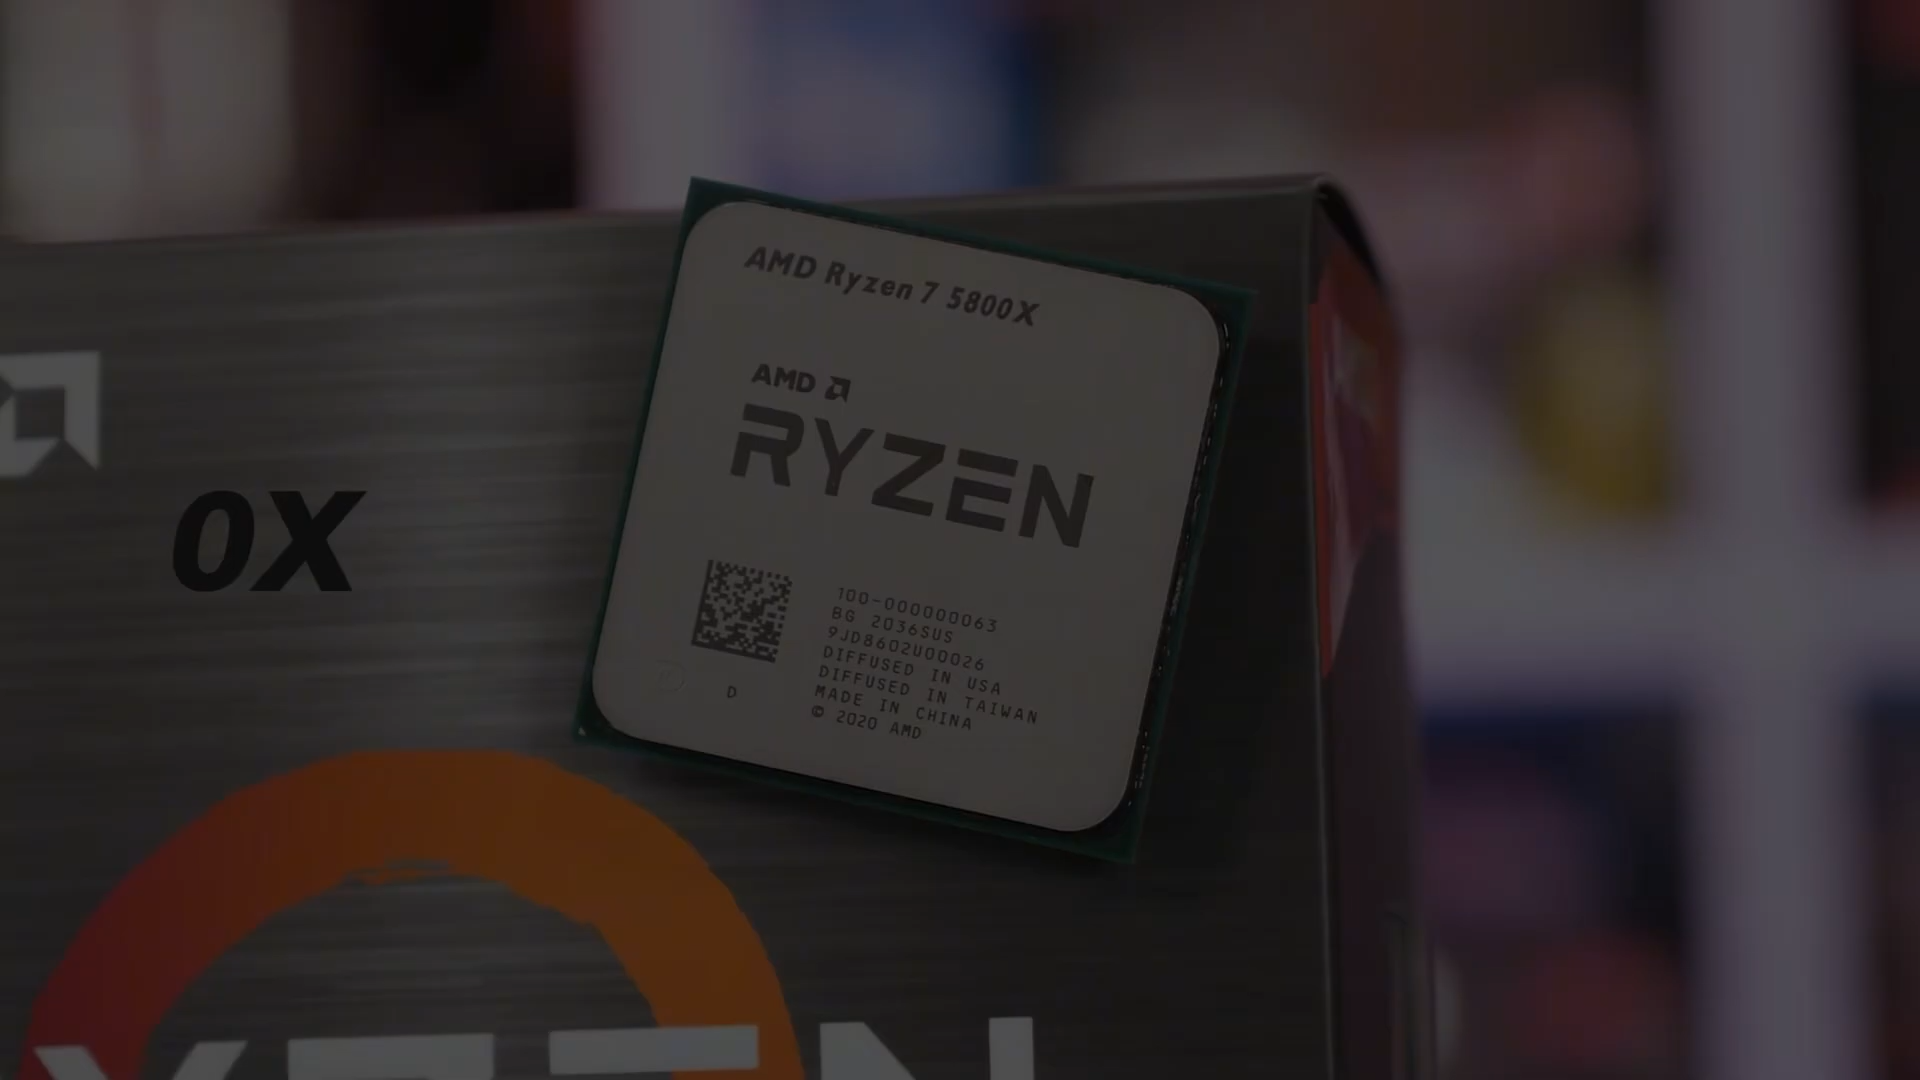 AMD Ryzen 7 5800X
AMD
RYZEN
0X
100-000000063
BG 2036SUS
9JD8602U00026
DIFFUSED IN USA
DIFFUSED IN TAIWAN
MADE IN CHINA
© 2020 AMD
D
YZEN